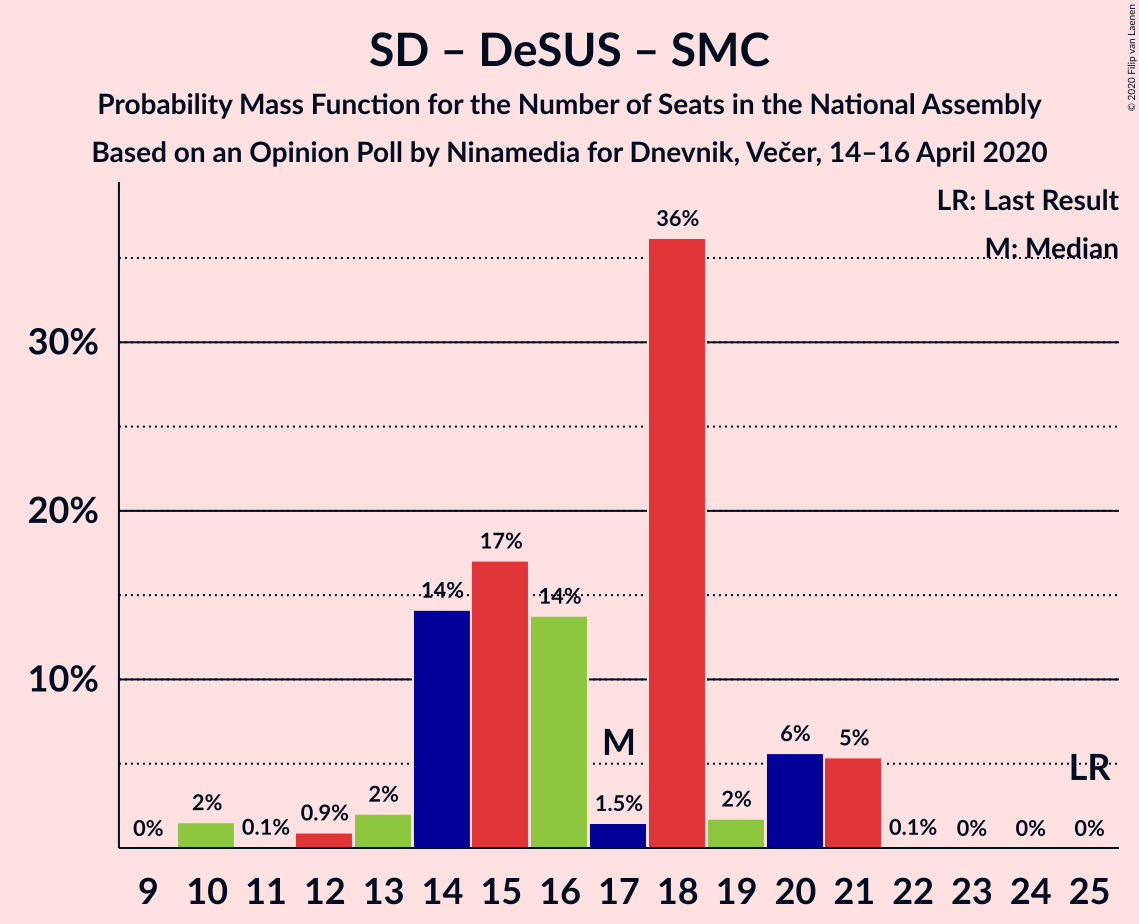 SD – DeSUS – SMC
Probability Mass Function for the Number of Seats in the National Assembly
Based on an Opinion Poll by Ninamedia for Dnevnik, Večer, 14–16 April 2020
© 2020 Filip van Laenen
LR: Last Result
M: Median
30%
20%
10%
0%
2%
0.1%
0.9%
2%
14%
17%
14%
M
1.5%
36%
2%
6%
5%
0.1%
0%
0%
LR
0%
9 10 11 12 13 14 15 16 17 18 19 20 21 22 23 24 25